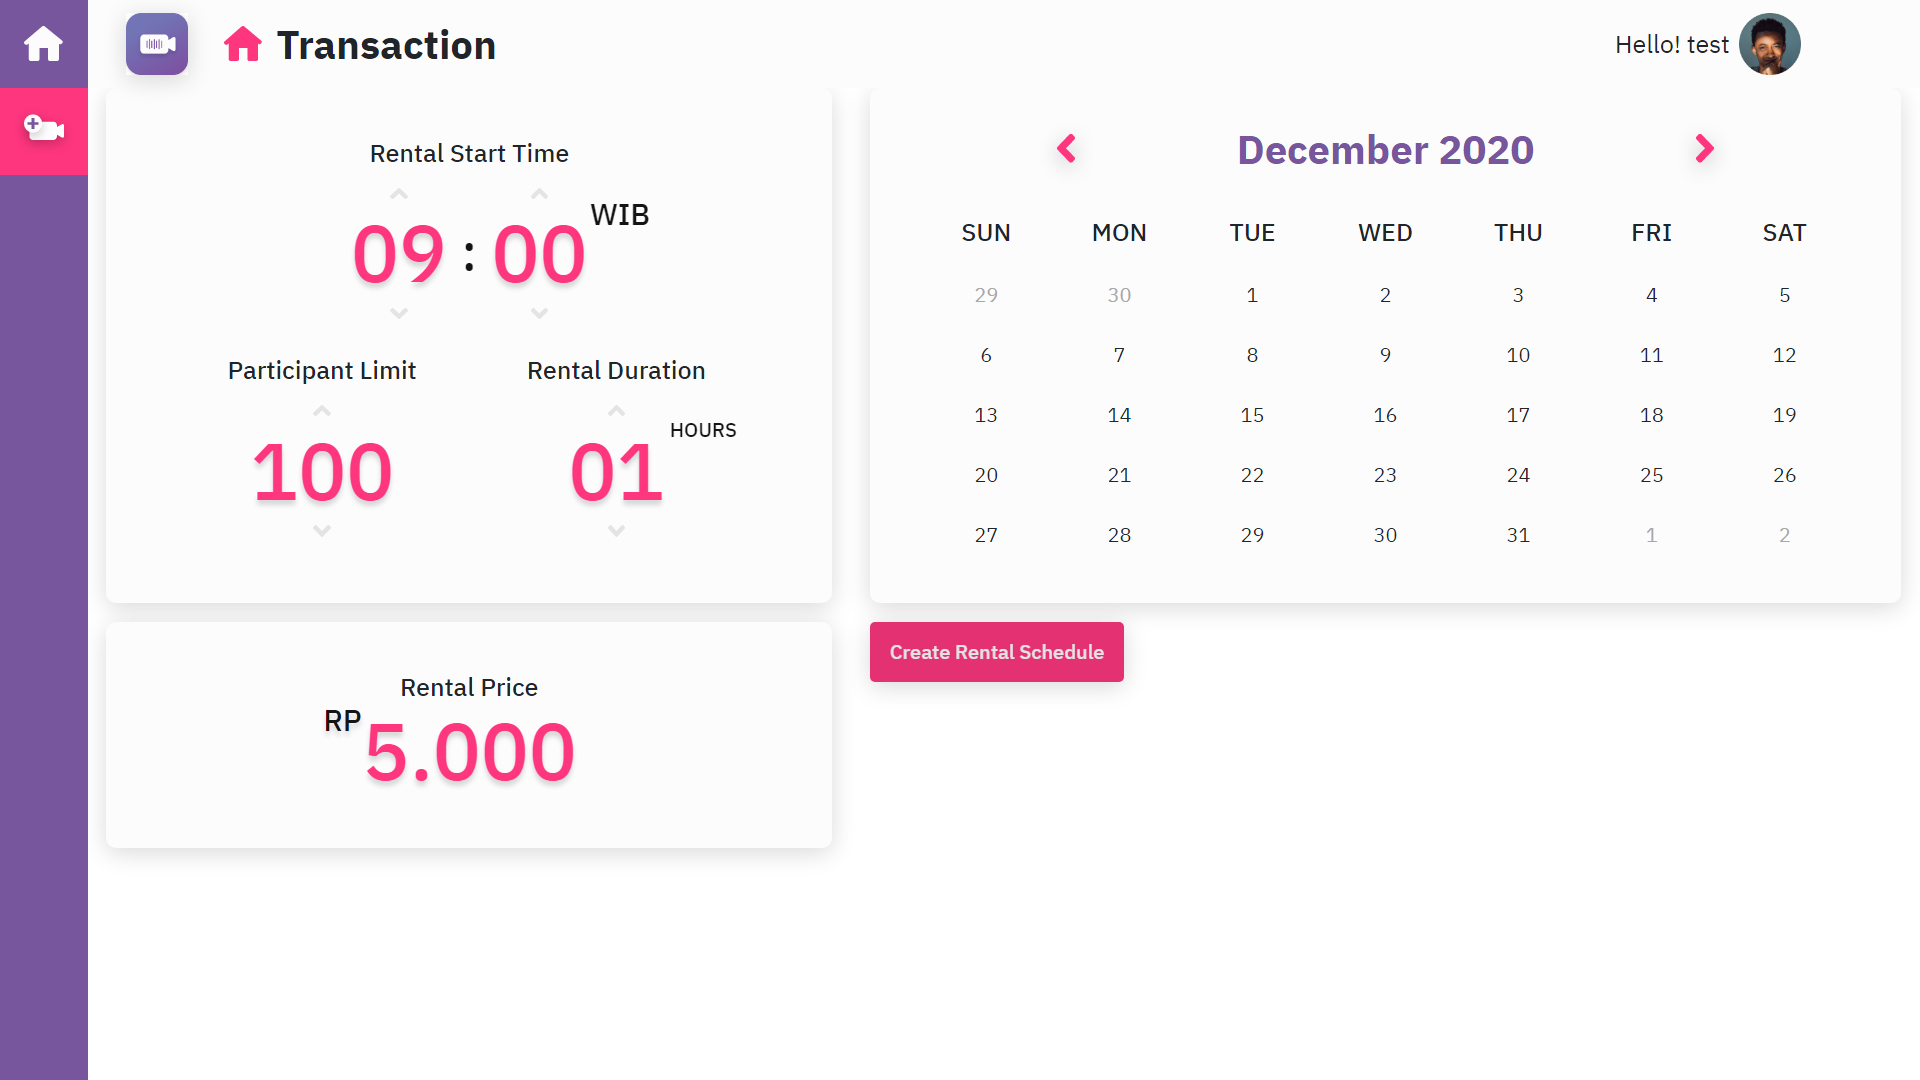 Transaction
Hello! test
Rental Start Time
09 : 00 WIB
Participant Limit
100
Rental Duration
01 HOURS
Rental Price
RP 5.000
December 2020
SUN MON TUE WED THU FRI SAT
29 30 1 2 3 4 5
6 7 8 9 10 11 12
13 14 15 16 17 18 19
20 21 22 23 24 25 26
27 28 29 30 31 1 2
Create Rental Schedule